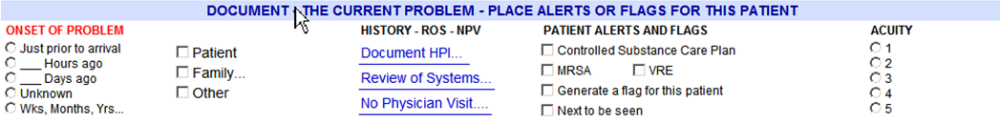 DOCUMENT - THE CURRENT PROBLEM - PLACE ALERTS OR FLAGS FOR THIS PATIENT
ONSET OF PROBLEM
Just prior to arrival
___ Hours ago
___ Days ago
Unknown
Wks, Months, Yrs...
Patient
Family...
Other
HISTORY - ROS - NPV
Document HPI...
Review of Systems...
No Physician Visit....
PATIENT ALERTS AND FLAGS
Controlled Substance Care Plan
MRSA VRE
Generate a flag for this patient
Next to be seen
ACUITY
1
2
3
4
5